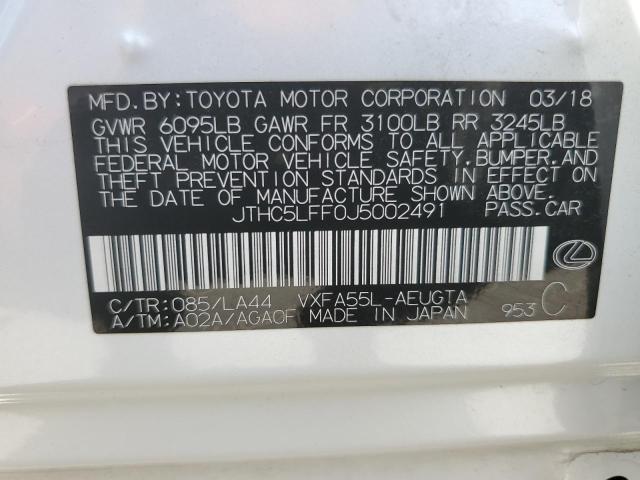 MFD. BY: TOYOTA MOTOR CORPORATION 03/18
GVWR 6095LB GAWR FR 3100LB RR 3245LB
THIS VEHICLE CONFORMS TO ALL APPLICABLE
FEDERAL MOTOR VEHICLE SAFETY, BUMPER, AND
THEFT PREVENTION STANDARDS IN EFFECT ON
THE DATE OF MANUFACTURE SHOWN ABOVE.
JTHC5LFF0J5002491 PASS. CAR
C/TR: 085/LA44 VXFA55L-AEUGTA
A/TM: A02A/AGA0F MADE IN JAPAN 953 C